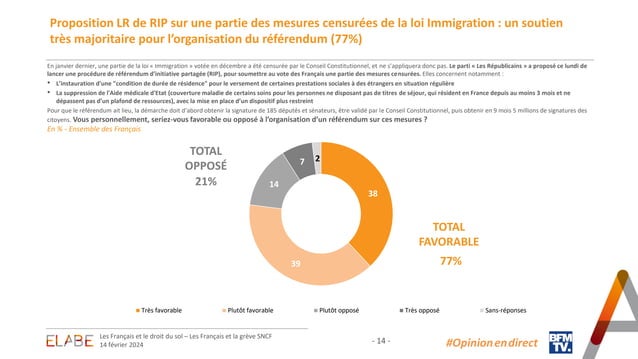 Proposition LR de RIP sur une partie des mesures censurées de la loi Immigration : un soutien
très majoritaire pour l'organisation du référendum (77%)
En janvier dernier, une partie de la loi « Immigration » votée en décembre a été censurée par le Conseil Constitutionnel, et ne s'appliquera donc pas. Le parti « Les Républicains » a proposé ce lundi de
lancer une procédure de référendum d'initiative partagée (RIP), pour soumettre au vote des Français une partie des mesures censurées. Elles concernent notamment :
• L'instauration d'une "condition de durée de résidence" pour le versement de certaines prestations sociales à des étrangers en situation régulière
• La suppression de l'Aide médicale d'Etat (couverture maladie de certains soins pour les personnes ne disposant pas de titres de séjour, qui résident en France depuis au moins 3 mois et ne
dépassent pas d'un plafond de ressources), avec la mise en place d'un dispositif plus restreint
Pour que le référendum ait lieu, la démarche doit d'abord obtenir la signature de 185 députés et sénateurs, être validé par le Conseil Constitutionnel, puis obtenir en 9 mois 5 millions de signatures des
citoyens. Vous personnellement, seriez-vous favorable ou opposé à l'organisation d'un référendum sur ces mesures ?
En % - Ensemble des Français
TOTAL
OPPOSÉ
21%
2
7
14
38
39
TOTAL
FAVORABLE
77%
Très favorable
Plutôt favorable
Plutôt opposé
Très opposé
Sans-réponses
ELABE
Les Français et le droit du sol – Les Français et la grève SNCF
14 février 2024
- 14 -
#Opinionendirect
BFM
TV.